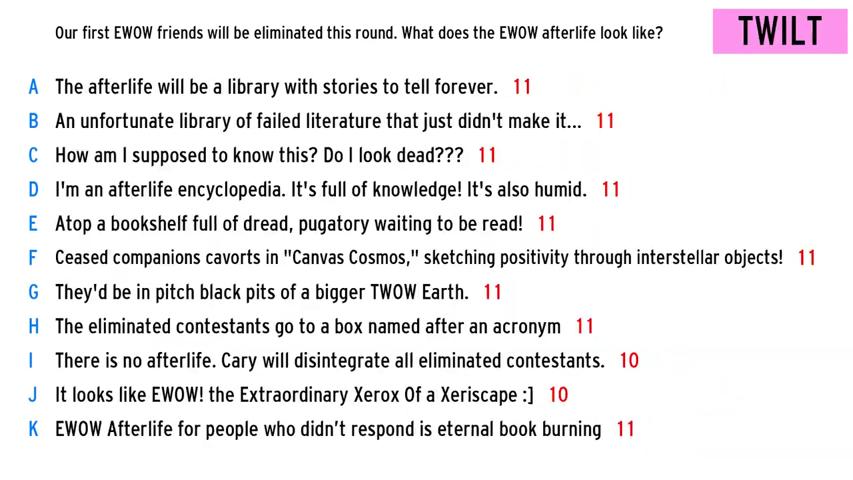 Our first EWOW friends will be eliminated this round. What does the EWOW afterlife look like?
TWILT
A The afterlife will be a library with stories to tell forever. 11
B An unfortunate library of failed literature that just didn't make it... 11
C How am I supposed to know this? Do I look dead??? 11
D I'm an afterlife encyclopedia. It's full of knowledge! It's also humid. 11
E Atop a bookshelf full of dread, pugatory waiting to be read! 11
F Ceased companions cavorts in "Canvas Cosmos," sketching positivity through interstellar objects! 11
G They'd be in pitch black pits of a bigger TWOW Earth. 11
H The eliminated contestants go to a box named after an acronym 11
I There is no afterlife. Cary will disintegrate all eliminated contestants. 10
J It looks like EWOW! the Extraordinary Xerox Of a Xeriscape :] 10
K EWOW Afterlife for people who didn’t respond is eternal book burning 11